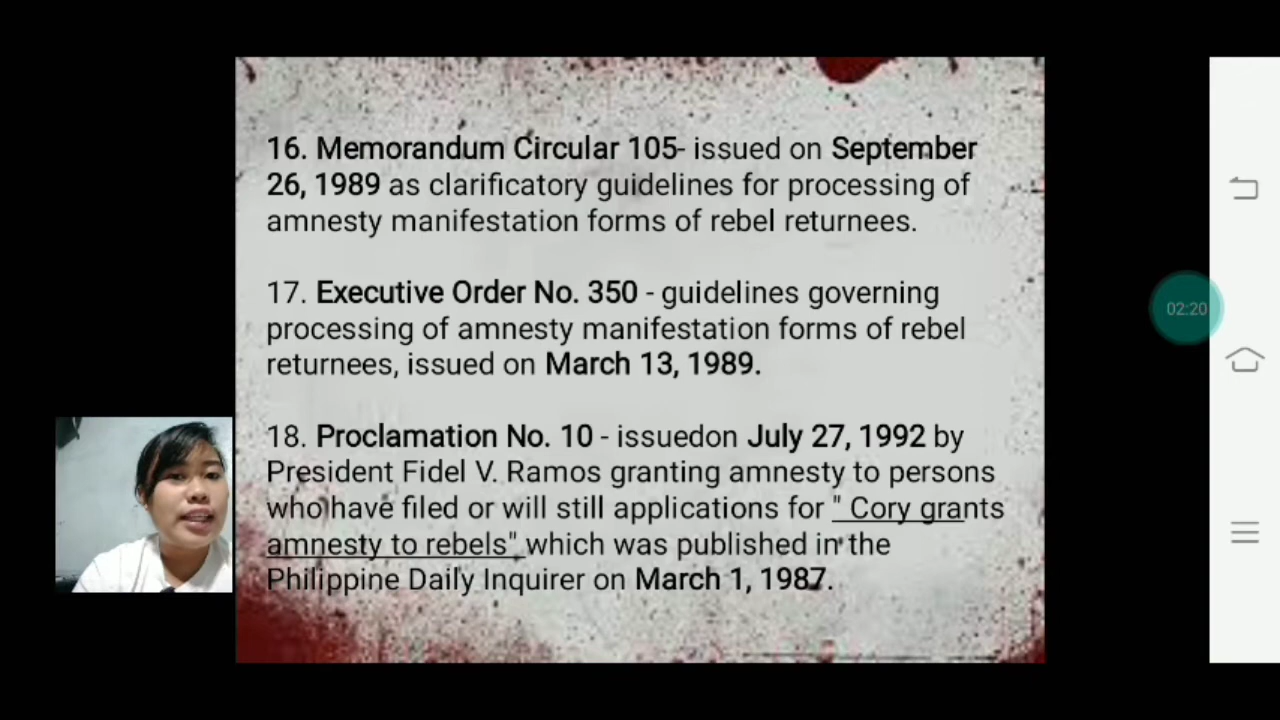 16. Memorandum Circular 105- issued on September
26, 1989 as clarificatory guidelines for processing of
amnesty manifestation forms of rebel returnees.
17. Executive Order No. 350 - guidelines governing
processing of amnesty manifestation forms of rebel
returnees, issued on March 13, 1989.
18. Proclamation No. 10 - issuedon July 27, 1992 by
President Fidel V. Ramos granting amnesty to persons
who have filed or will still applications for " Cory grants
amnesty to rebels" which was published in the
Philippine Daily Inquirer on March 1, 1987.
02:20